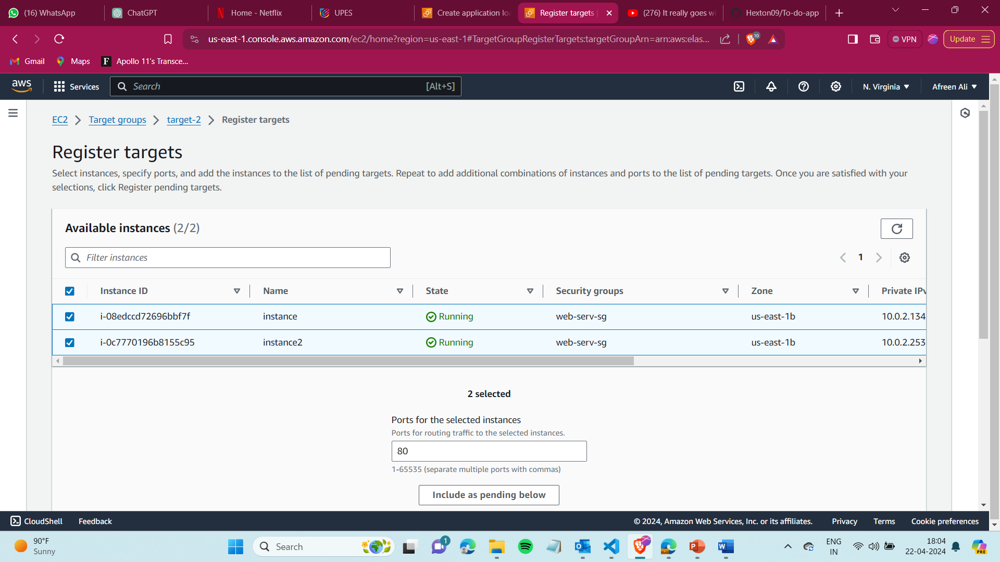 (16) WhatsApp
ChatGPT
Home - Netflix
UPES
Create application lo
Register targets
(276) It really goes wi
Hexton09/To-do-app
us-east-1.console.aws.amazon.com/ec2/home?region=us-east-1#TargetGroupRegisterTargets:targetGroupArn=arn:aws:elas...
10
VPN
Update
Gmail
Maps
F
Apollo 11's Transce...
aws
Services
Search
[Alt+S]
N. Virginia
Afreen Ali
EC2
Target groups
target-2
Register targets
Register targets
Select instances, specify ports, and add the instances to the list of pending targets. Repeat to add additional combinations of instances and ports to the list of pending targets. Once you are satisfied with your
selections, click Register pending targets.
Available instances (2/2)
Filter instances
1
Instance ID
Name
State
Security groups
Zone
Private IPv
i-08edccd72696bbf7f
instance
Running
web-serv-sg
us-east-1b
10.0.2.134
i-0c7770196b8155c95
instance2
Running
web-serv-sg
us-east-1b
10.0.2.253
2 selected
Ports for the selected instances
Ports for routing traffic to the selected instances.
80
1-65535 (separate multiple ports with commas)
Include as pending below
CloudShell
Feedback
© 2024, Amazon Web Services, Inc. or its affiliates.
Privacy
Terms
Cookie preferences
90°F
Sunny
Search
1
ENG
IN
18:04
22-04-2024
PRE